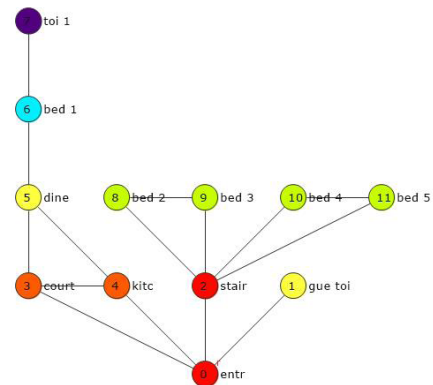 7 toi 1
6 bed 1
5 dine 8 bed 2 9 bed 3 10 bed 4 11 bed 5
3 court 4 kitc 2 stair 1 gue toi
0 entr